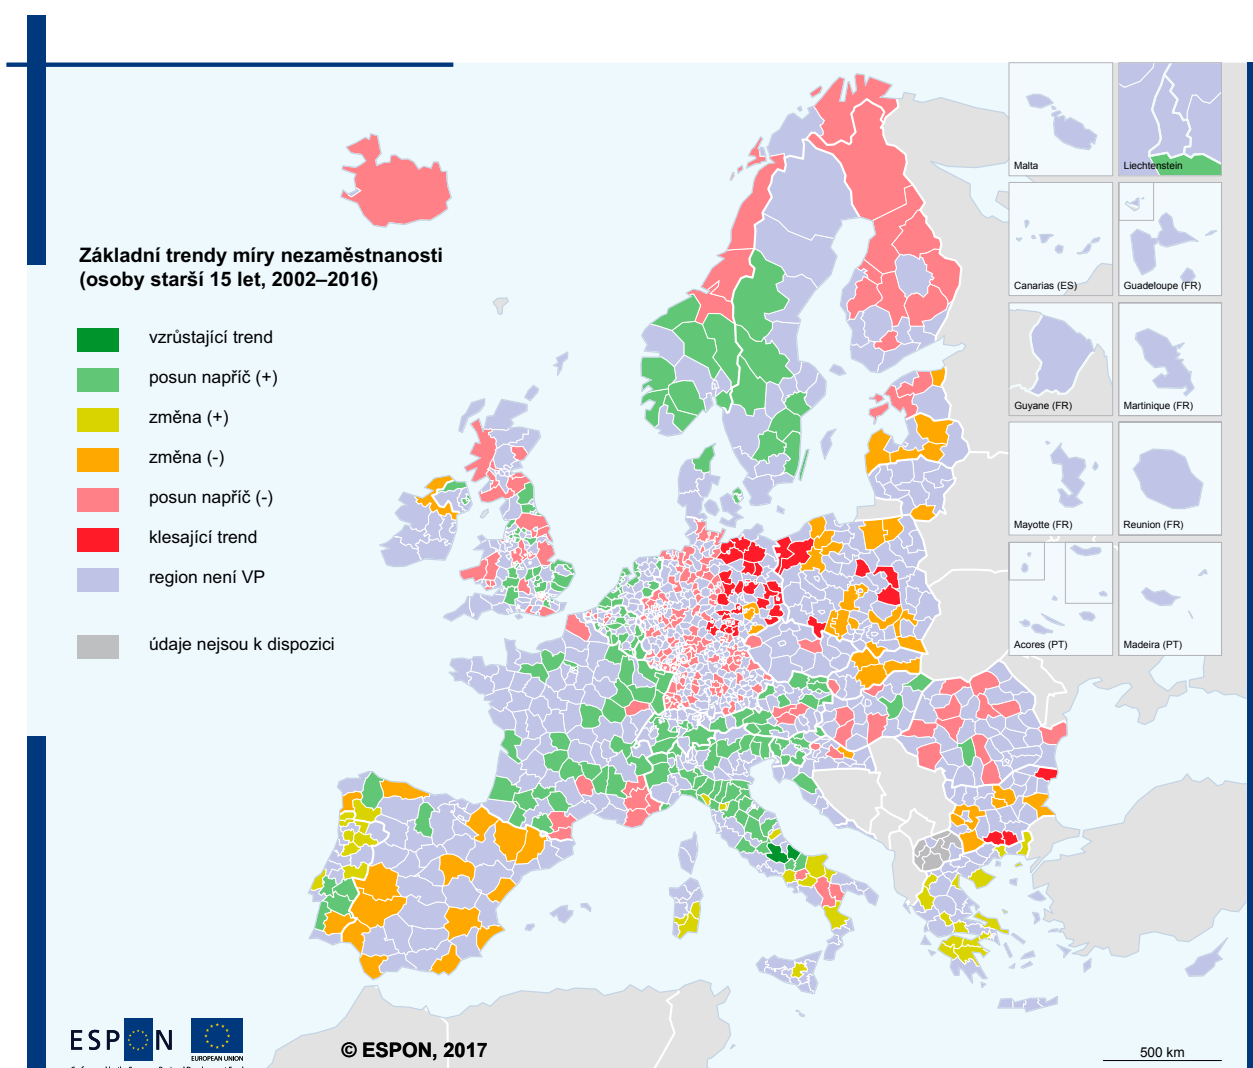 Základní trendy míry nezaměstnanosti
(osoby starší 15 let, 2002–2016)
vzrůstající trend
posun napříč (+)
změna (+)
změna (-)
posun napříč (-)
klesající trend
region není VP
údaje nejsou k dispozici
Malta
Liechtenstein
Canarias (ES)
Guadeloupe (FR)
Guyane (FR)
Martinique (FR)
Mayotte (FR)
Reunion (FR)
Acores (PT)
Madeira (PT)
ESPON
EUROPEAN UNION
© ESPON, 2017
500 km